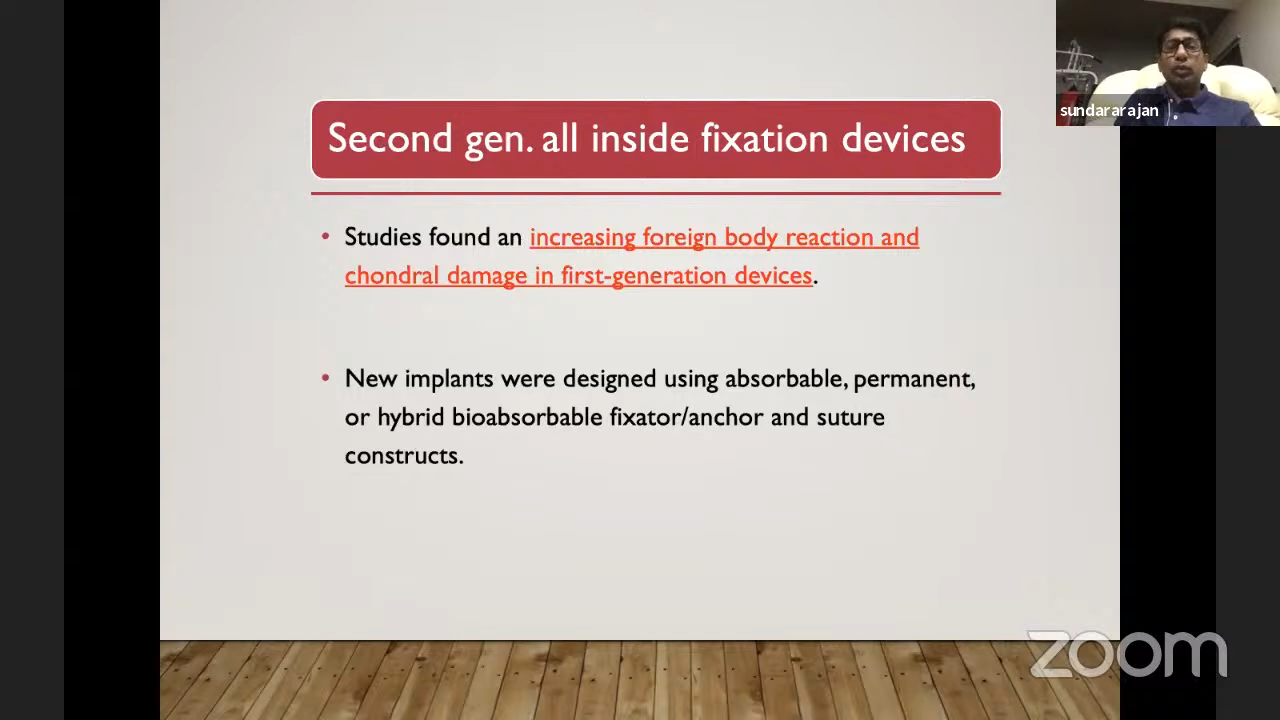 sundararajan
Second gen. all inside fixation devices
• Studies found an increasing foreign body reaction and
chondral damage in first-generation devices.
• New implants were designed using absorbable, permanent,
or hybrid bioabsorbable fixator/anchor and suture
constructs.
zoom